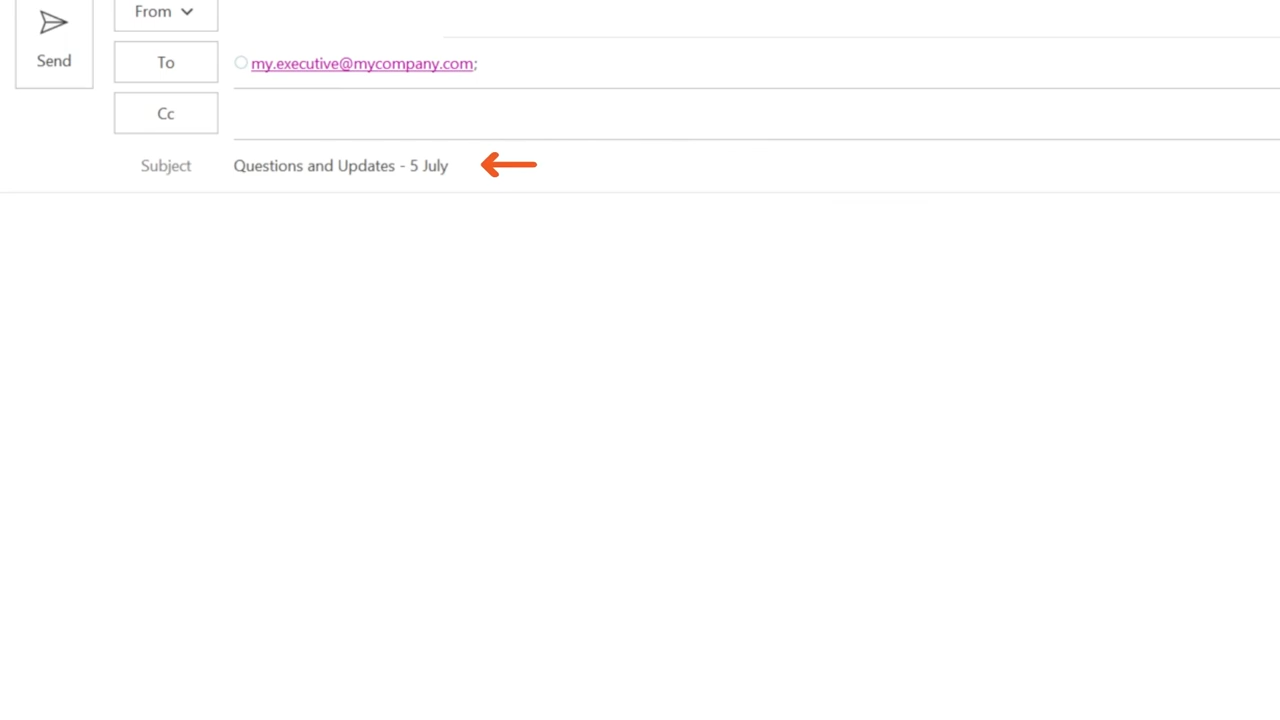 From
Send
To
my.executive@mycompany.com;
Cc
Subject
Questions and Updates - 5 July